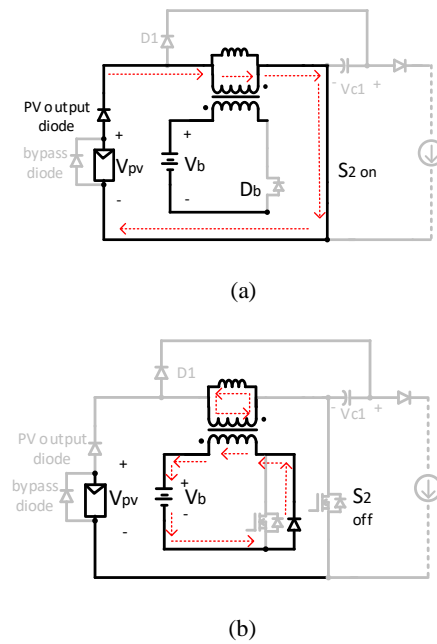 D1
PV output
diode
+
- Vc1 +
bypass
diode
Vpv
+
Vb
Db
S2 on
-
-
(a)
D1
- Vc1 +
PV output
diode
+
bypass
diode
Vpv
+
Vb
-
S2
off
-
(b)